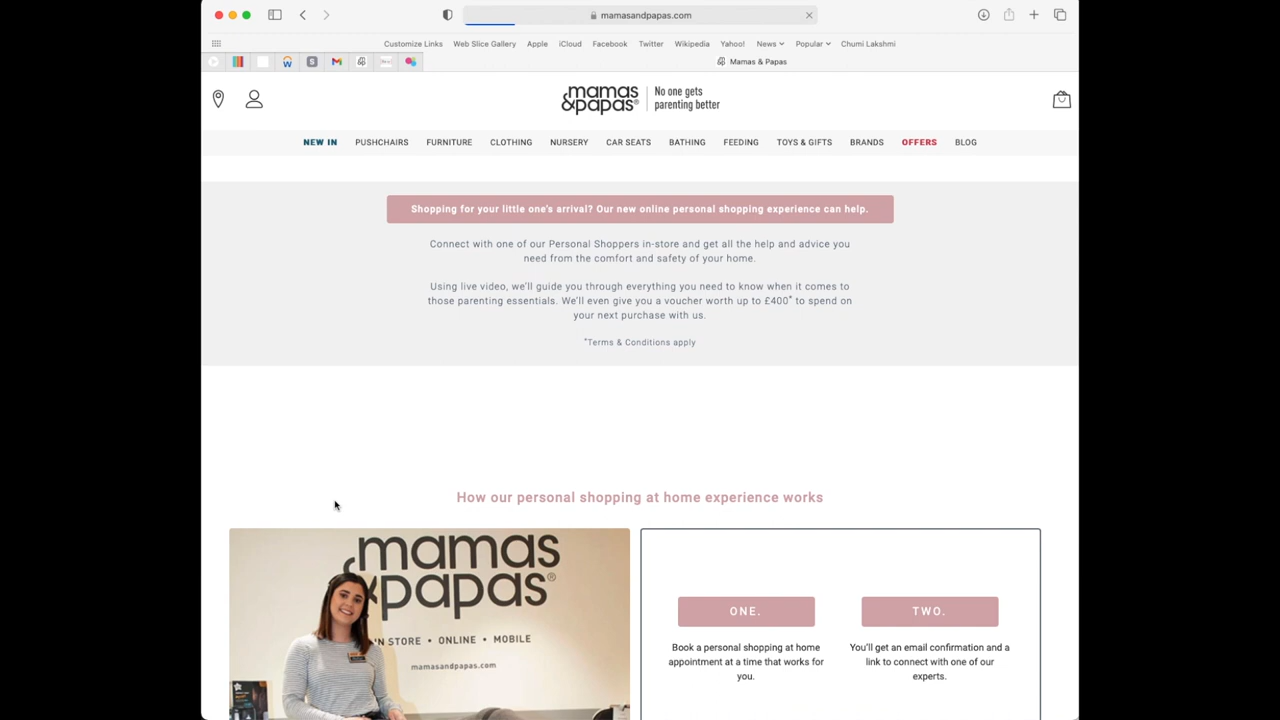 mamasandpapas.com
Customize Links Web Slice Gallery Apple iCloud Facebook Twitter Wikipedia Yahoo! News Popular Chumi Lakshmi
Mamas & Papas
mamas
&papas®
No one gets
parenting better
NEW IN PUSHCHAIRS FURNITURE CLOTHING NURSERY CAR SEATS BATHING FEEDING TOYS & GIFTS BRANDS OFFERS BLOG
Shopping for your little one's arrival? Our new online personal shopping experience can help.
Connect with one of our Personal Shoppers in-store and get all the help and advice you
need from the comfort and safety of your home.
Using live video, we'll guide you through everything you need to know when it comes to
those parenting essentials. We'll even give you a voucher worth up to £400* to spend on
your next purchase with us.
*Terms & Conditions apply
How our personal shopping at home experience works
mamas
&papas®
IN STORE • ONLINE • MOBILE
mamasandpapas.com
ONE.
Book a personal shopping at home
appointment at a time that works for
you.
TWO.
You'll get an email confirmation and a
link to connect with one of our
experts.